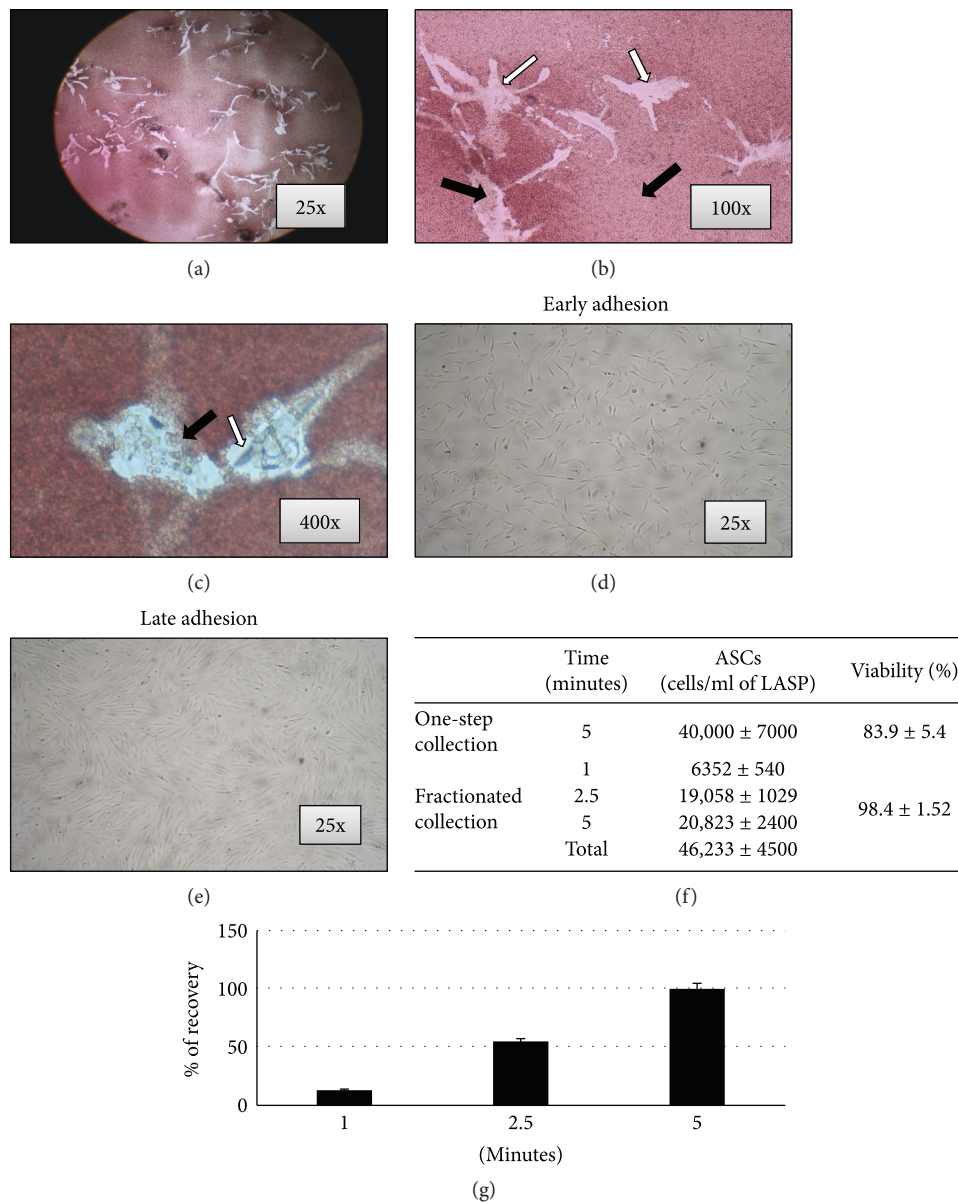 25x
100x
(a)
(b)
Early adhesion
400x
25x
(c)
(d)
Late adhesion
25x
(e)
Time (minutes)
ASCs (cells/ml of LASP)
Viability (%)
One-step collection
5
40,000 ± 7000
83.9 ± 5.4
Fractionated collection
1
6352 ± 540
2.5
19,058 ± 1029
5
20,823 ± 2400
Total
46,233 ± 4500
98.4 ± 1.52
(f)
% of recovery
150
100
50
0
1
2.5
5
(Minutes)
(g)